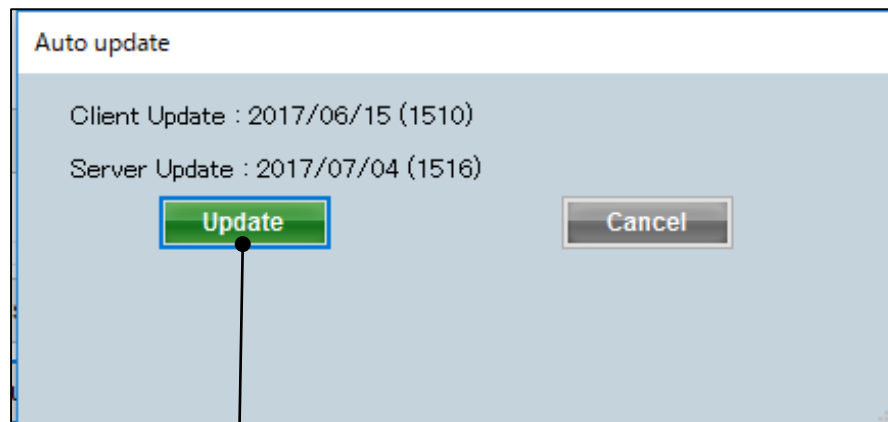 Auto update
Client Update : 2017/06/15 (1510)
Server Update : 2017/07/04 (1516)
Update Cancel